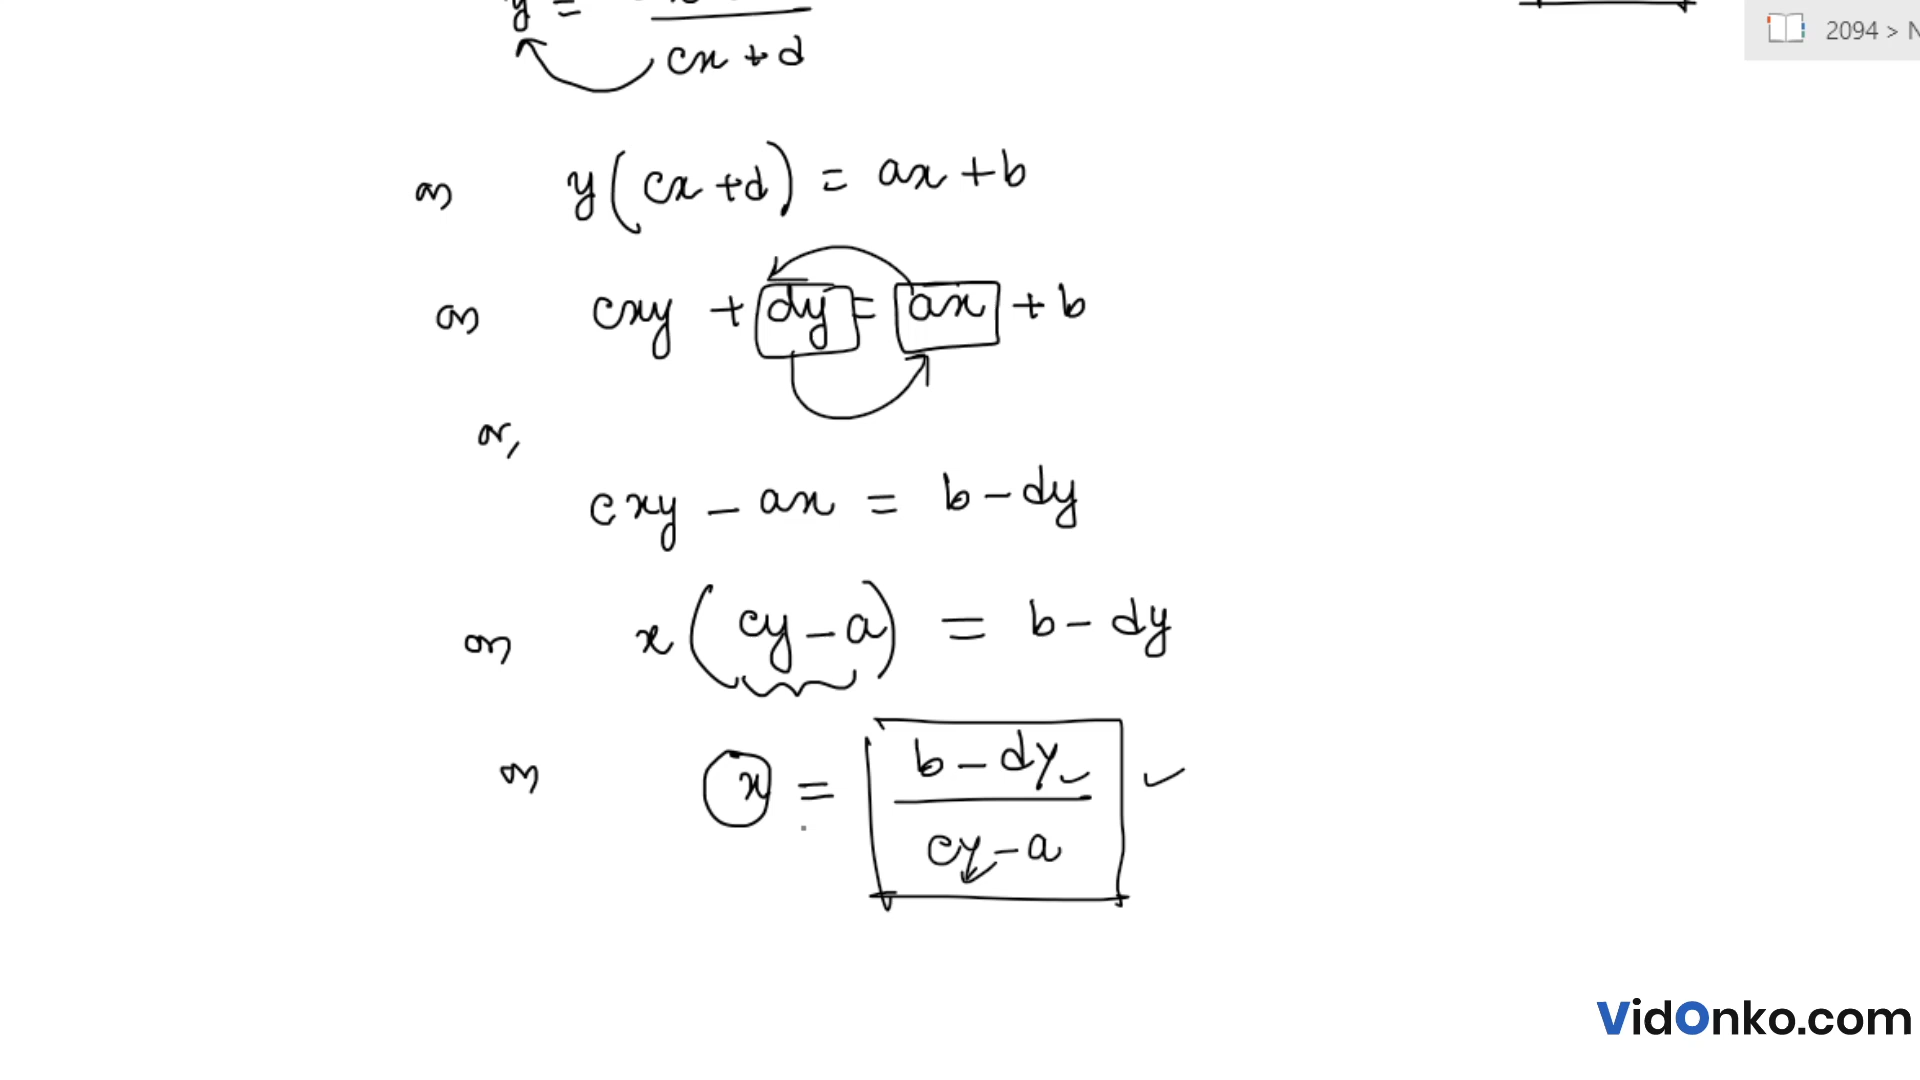 y =
cx + d
2094 > N
or y(cx+d) = ax+b
or cxy + dy = ax + b
or,
cxy - ax = b - dy
or x(cy - a) = b - dy
or x = b - dy / cy - a
VidOnko.com